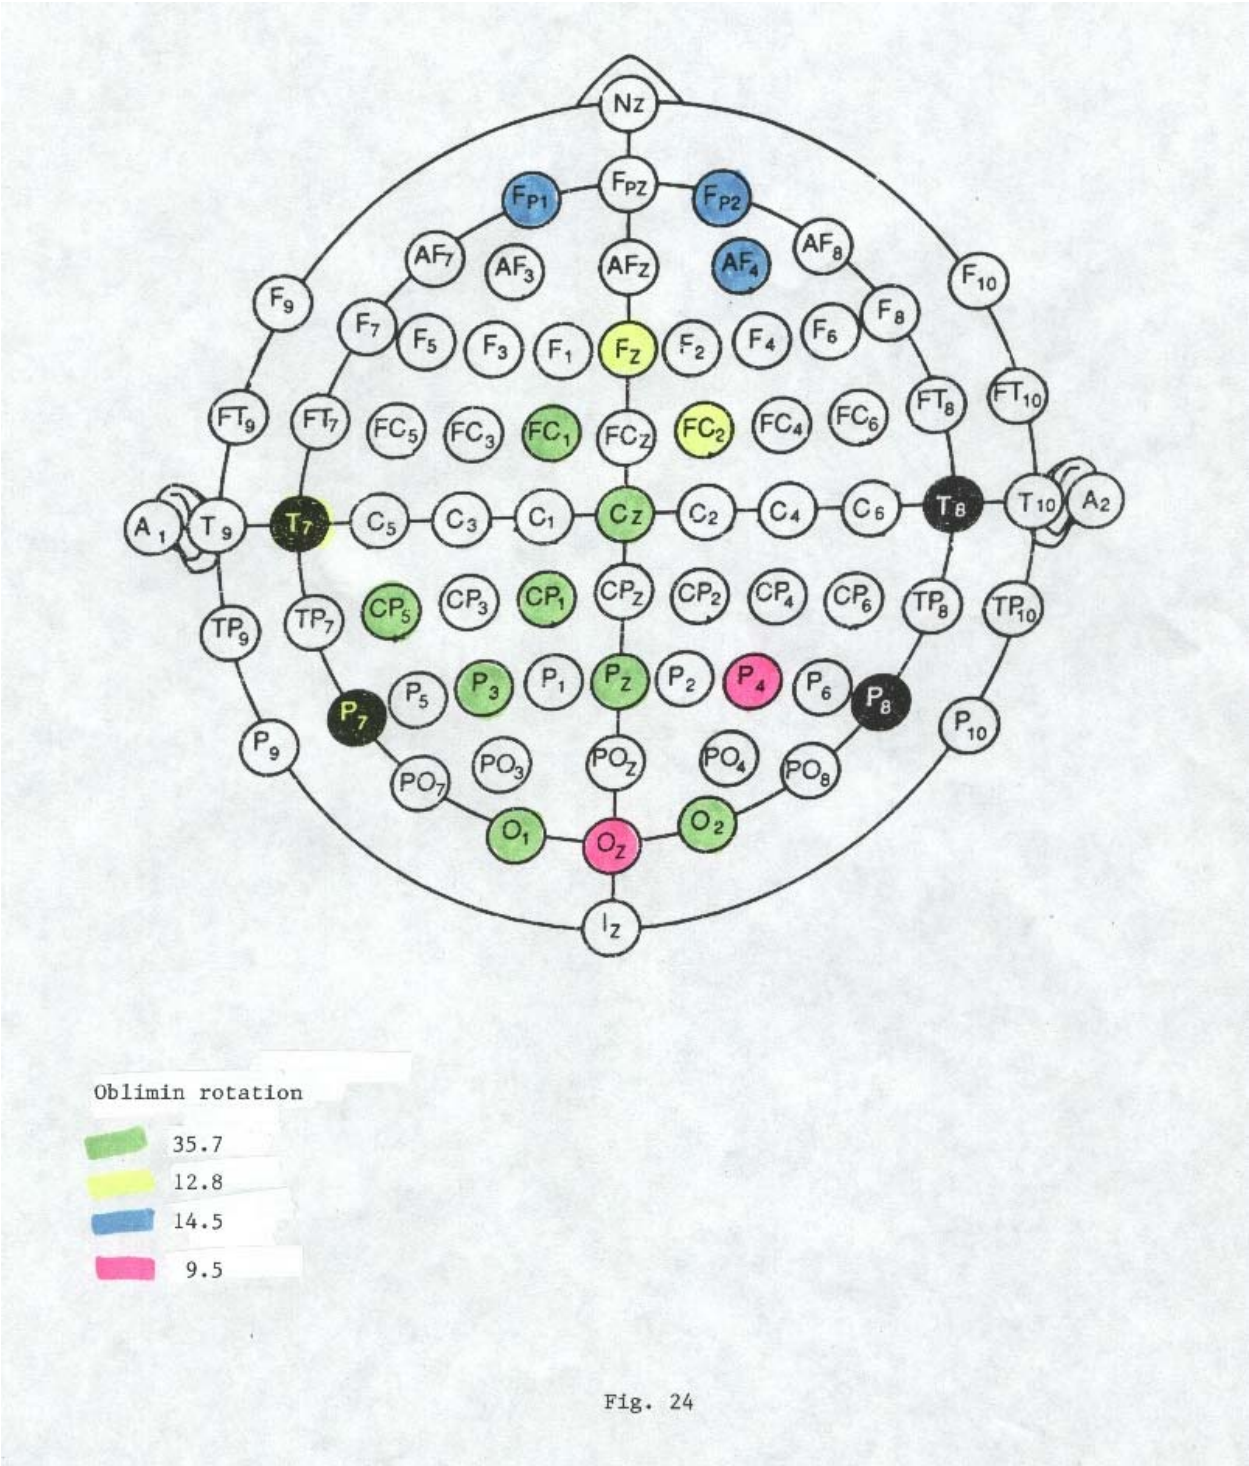 Nz
FP1 FPZ FP2
AF7 AF3 AFZ AF4 AF8
F9 F10
F7 F5 F3 F1 FZ F2 F4 F6 F8
FT9 FT7 FC5 FC3 FC1 FCZ FC2 FC4 FC6 FT8 FT10
A1 T9 T7 C5 C3 C1 CZ C2 C4 C6 T8 T10 A2
TP9 TP7 CP5 CP3 CP1 CPZ CP2 CP4 CP6 TP8 TP10
P9 P7 P5 P3 P1 PZ P2 P4 P6 P8 P10
PO7 PO3 POZ PO4 PO8
O1 OZ O2
IZ
Oblimin rotation
35.7
12.8
14.5
9.5
Fig. 24